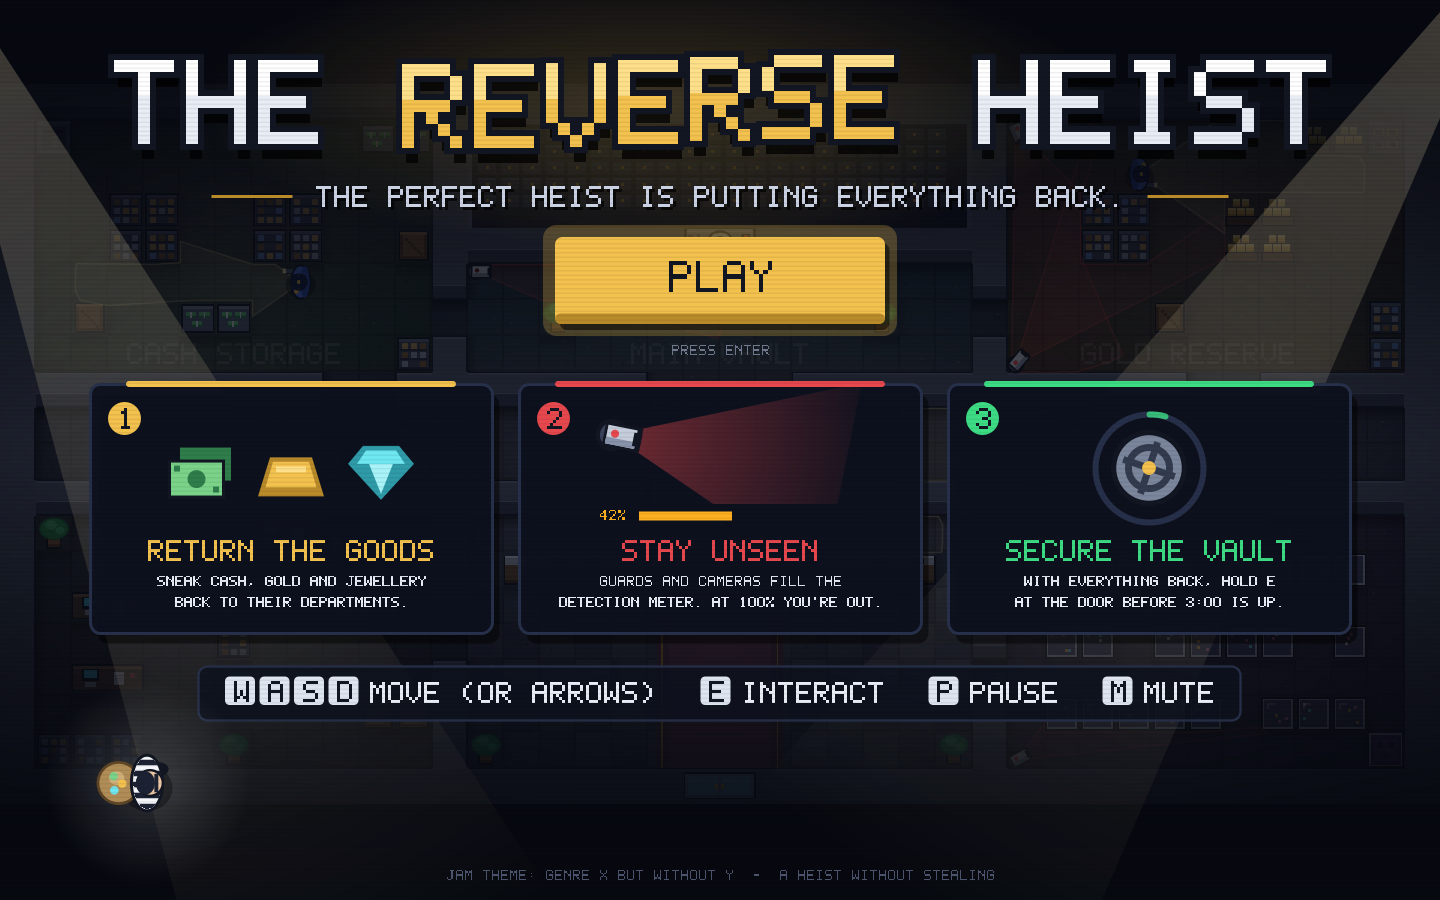 THE REVERSE HEIST
THE PERFECT HEIST IS PUTTING EVERYTHING BACK.
PLAY
PRESS ENTER
CASH STORAGE
MAIN VAULT
GOLD RESERVE
1
2
3
42%
RETURN THE GOODS
SNEAK CASH, GOLD AND JEWELLERY
BACK TO THEIR DEPARTMENTS.
STAY UNSEEN
GUARDS AND CAMERAS FILL THE
DETECTION METER. AT 100% YOU'RE OUT.
SECURE THE VAULT
WITH EVERYTHING BACK, HOLD E
AT THE DOOR BEFORE 3:00 IS UP.
W A S D MOVE (OR ARROWS) E INTERACT P PAUSE M MUTE
JAM THEME: GENRE X BUT WITHOUT Y - A HEIST WITHOUT STEALING